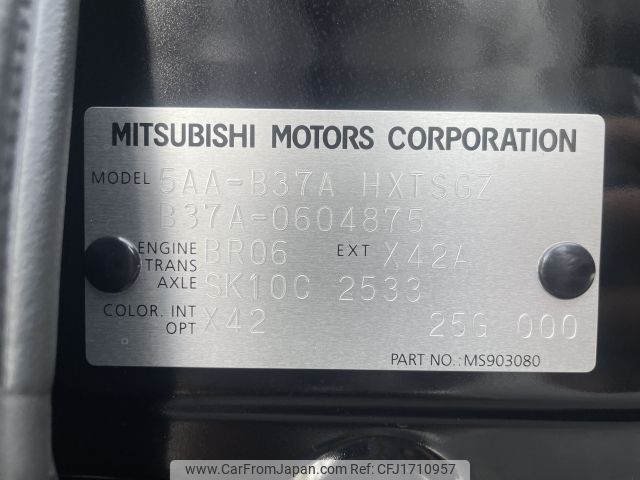 MITSUBISHI MOTORS CORPORATION
MODEL 5AA-B37A HXTSGZ
B37A-0604875
ENGINE BR06 EXT X42A
TRANS
AXLE SK10C 2533
COLOR. INT X42 25G 000
OPT
PART NO.:MS903080
www.CarFromJapan.com | Ref.No: CFJ1710957